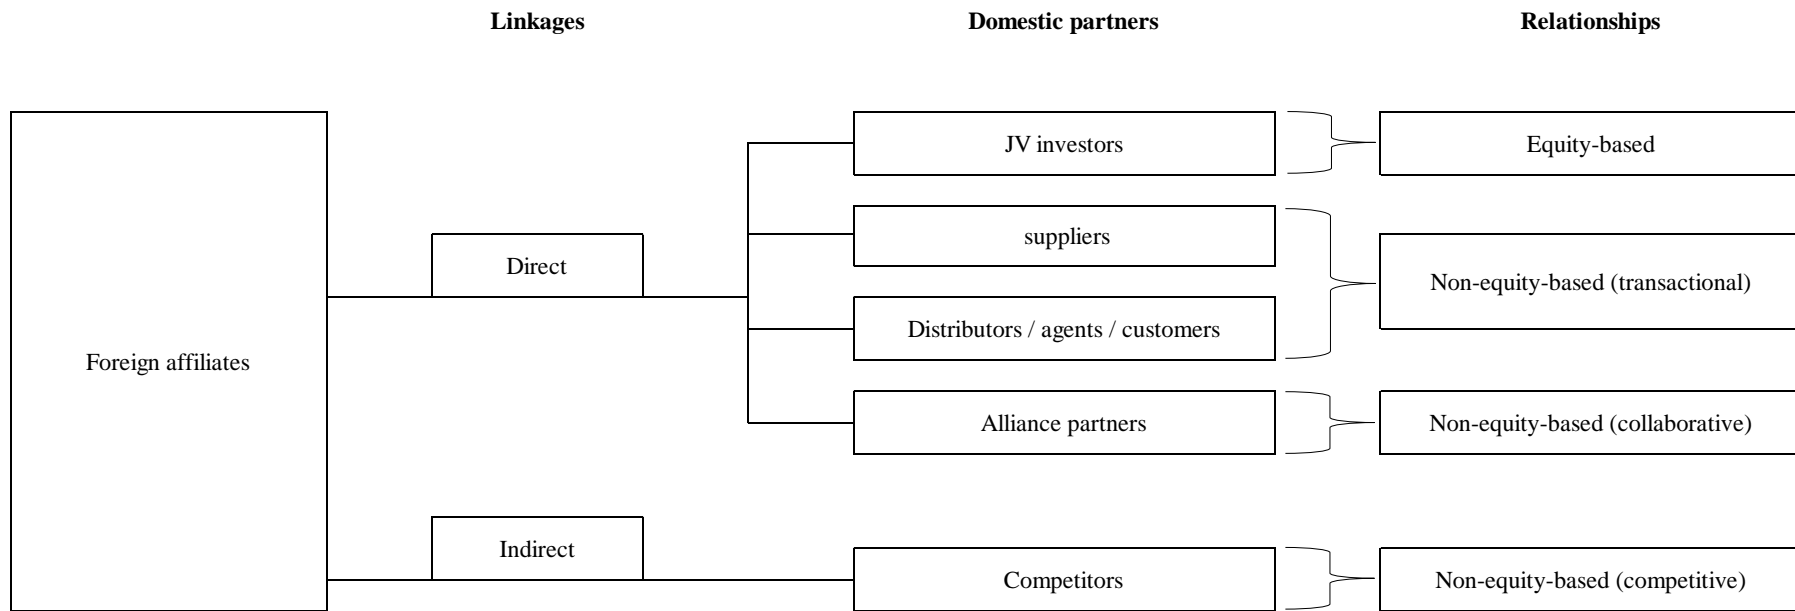 Linkages
Domestic partners
Relationships
JV investors
Equity-based
suppliers
Direct
Non-equity-based (transactional)
Distributors / agents / customers
Foreign affiliates
Alliance partners
Non-equity-based (collaborative)
Indirect
Competitors
Non-equity-based (competitive)